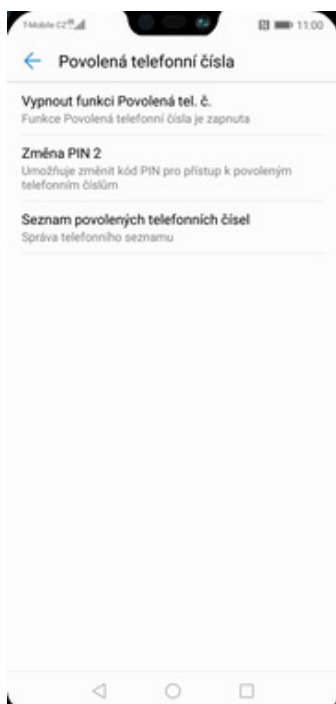 T-Mobile CZ 11:00
Povolená telefonní čísla
Vypnout funkci Povolená tel. č.
Funkce Povolená telefonní čísla je zapnuta
Změna PIN 2
Umožňuje změnit kód PIN pro přístup k povoleným
telefonním číslům
Seznam povolených telefonních čísel
Správa telefonního seznamu